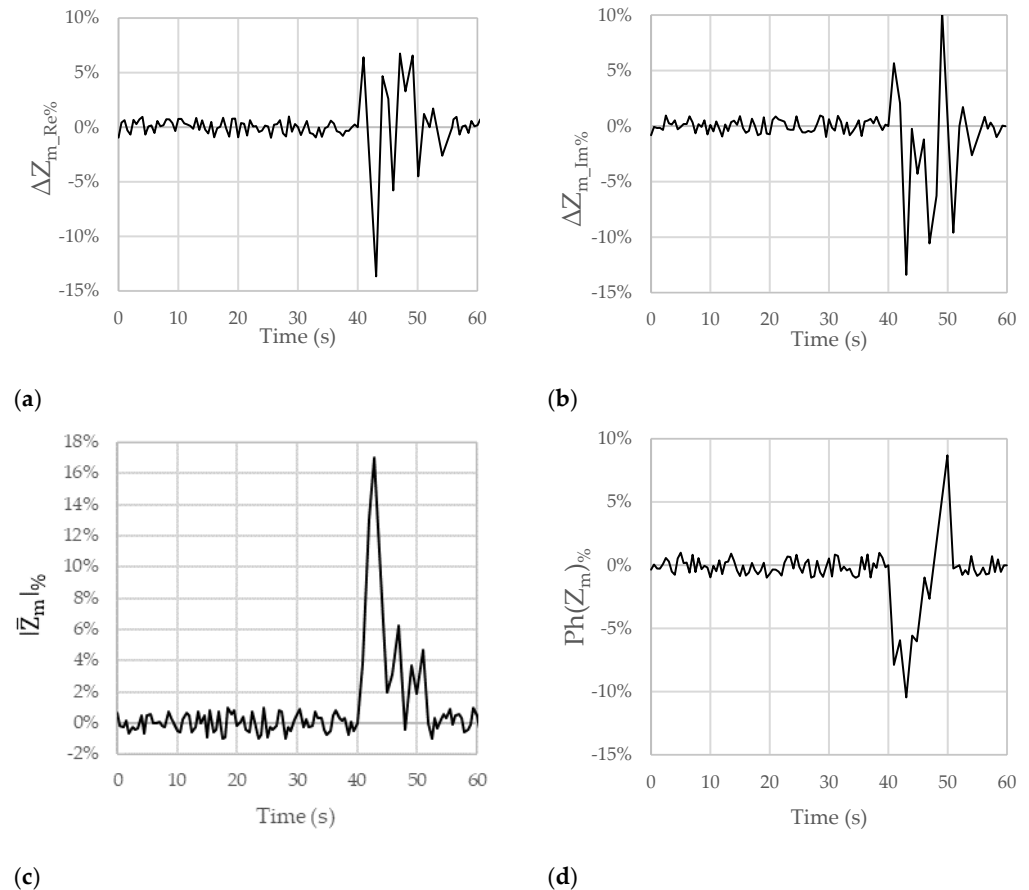 10%
5%
0%
-5%
-10%
-15%
ΔZm_Re%
0 10 20 30 40 50 60
Time (s)
(a)
10%
5%
0%
-5%
-10%
-15%
ΔZm_Im%
0 10 20 30 40 50 60
Time (s)
(b)
18%
16%
14%
12%
10%
8%
6%
4%
2%
0%
-2%
|Z̄m|%
0 10 20 30 40 50 60
Time (s)
(c)
10%
5%
0%
-5%
-10%
-15%
Ph(Zm)%
0 10 20 30 40 50 60
Time (s)
(d)